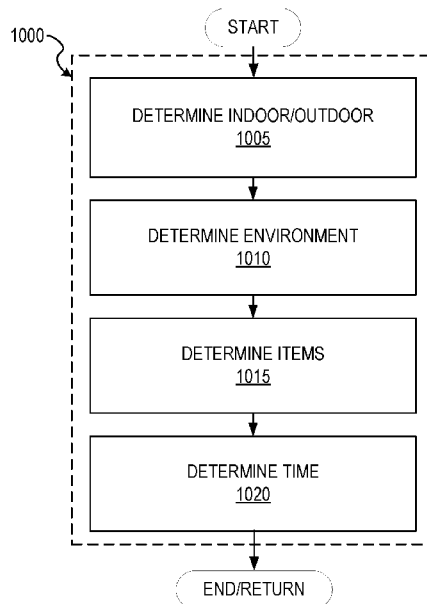 1000
START
DETERMINE INDOOR/OUTDOOR
1005
DETERMINE ENVIRONMENT
1010
DETERMINE ITEMS
1015
DETERMINE TIME
1020
END/RETURN